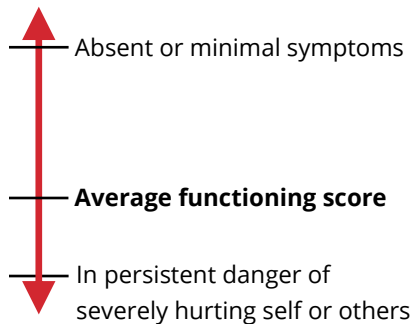 Absent or minimal symptoms
Average functioning score
In persistent danger of
severely hurting self or others